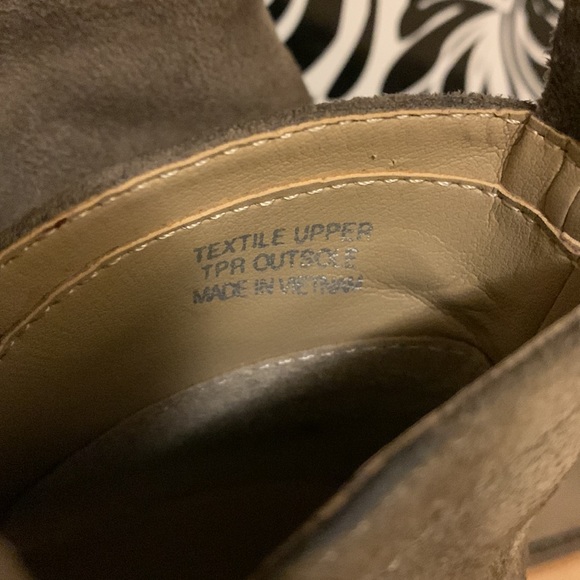 TEXTILE UPPER
TPR OUTSOLE
MADE IN VIETNAM